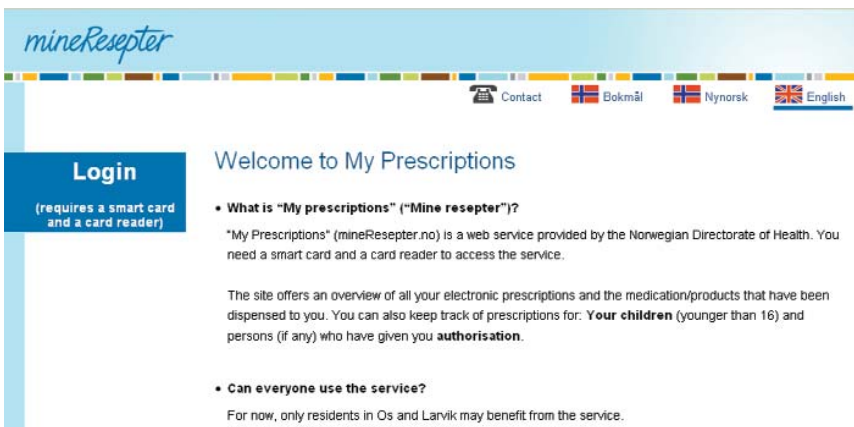 mineResepter
Contact
Bokmål
Nynorsk
English
Login
(requires a smart card
and a card reader)
Welcome to My Prescriptions
• What is “My prescriptions” (“Mine resepter”)?
"My Prescriptions" (mineResepter.no) is a web service provided by the Norwegian Directorate of Health. You
need a smart card and a card reader to access the service.
The site offers an overview of all your electronic prescriptions and the medication/products that have been
dispensed to you. You can also keep track of prescriptions for: Your children (younger than 16) and
persons (if any) who have given you authorisation.
• Can everyone use the service?
For now, only residents in Os and Larvik may benefit from the service.